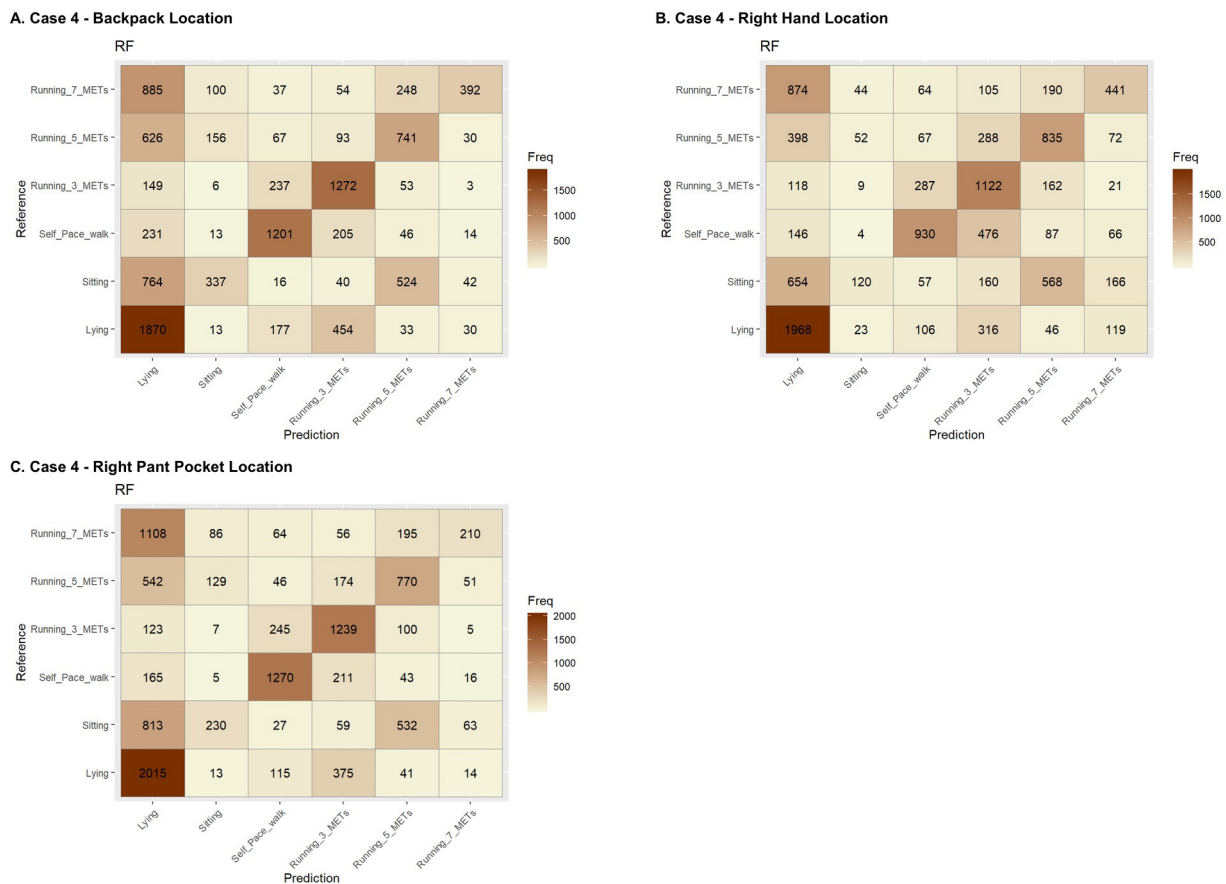 A. Case 4 - Backpack Location
RF
Reference
Running_7_METs 885 100 37 54 248 392
Running_5_METs 626 156 67 93 741 30
Running_3_METs 149 6 237 1272 53 3
Self_Pace_walk 231 13 1201 205 46 14
Sitting 764 337 16 40 524 42
Lying 1870 13 177 454 33 30
Lying Sitting Self_Pace_walk Running_3_METs Running_5_METs Running_7_METs
Prediction
Freq
1500
1000
500
B. Case 4 - Right Hand Location
RF
Reference
Running_7_METs 874 44 64 105 190 441
Running_5_METs 398 52 67 288 835 72
Running_3_METs 118 9 287 1122 162 21
Self_Pace_walk 146 4 930 476 87 66
Sitting 654 120 57 160 568 166
Lying 1968 23 106 316 46 119
Lying Sitting Self_Pace_walk Running_3_METs Running_5_METs Running_7_METs
Prediction
Freq
1500
1000
500
C. Case 4 - Right Pant Pocket Location
RF
Reference
Running_7_METs 1108 86 64 56 195 210
Running_5_METs 542 129 46 174 770 51
Running_3_METs 123 7 245 1239 100 5
Self_Pace_walk 165 5 1270 211 43 16
Sitting 813 230 27 59 532 63
Lying 2015 13 115 375 41 14
Lying Sitting Self_Pace_walk Running_3_METs Running_5_METs Running_7_METs
Prediction
Freq
2000
1500
1000
500